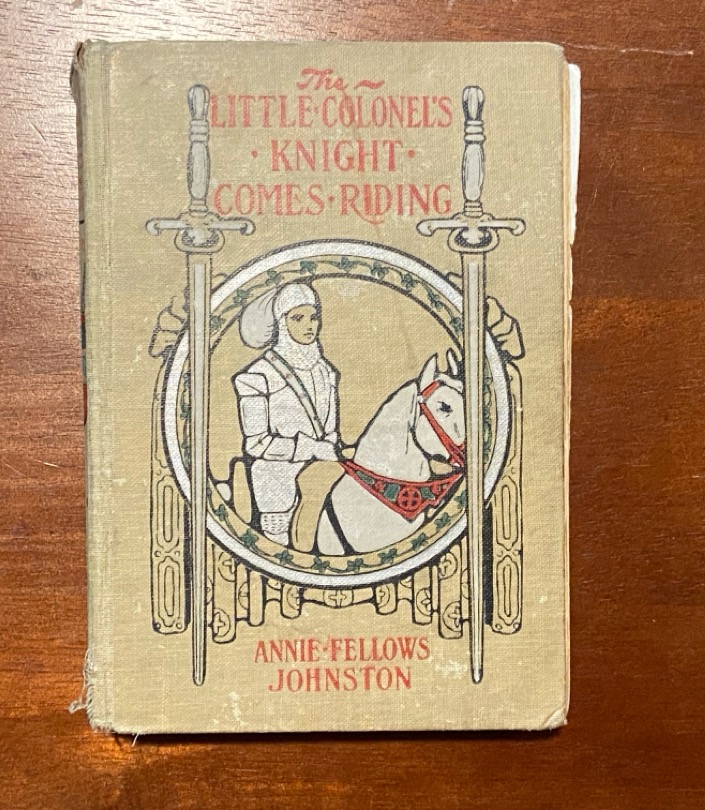 The
LITTLE·COLONEL'S
·KNIGHT·
COMES·RIDING
ANNIE·FELLOWS
JOHNSTON